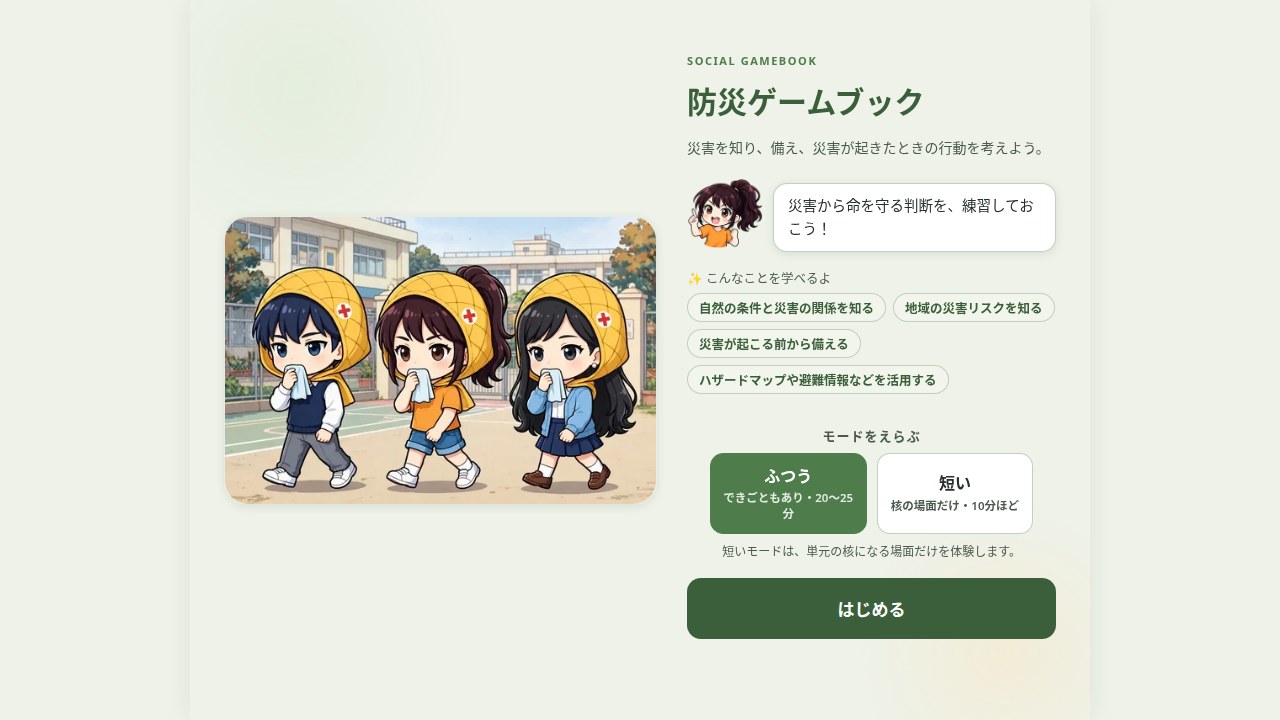 SOCIAL GAMEBOOK
防災ゲームブック
災害を知り、備え、災害が起きたときの行動を考えよう。
災害から命を守る判断を、練習してお
こう！
✨ こんなことを学べるよ
自然の条件と災害の関係を知る
地域の災害リスクを知る
災害が起こる前から備える
ハザードマップや避難情報などを活用する
モードをえらぶ
ふつう
できごともあり・20〜25
分
短い
核の場面だけ・10分ほど
短いモードは、単元の核になる場面だけを体験します。
はじめる